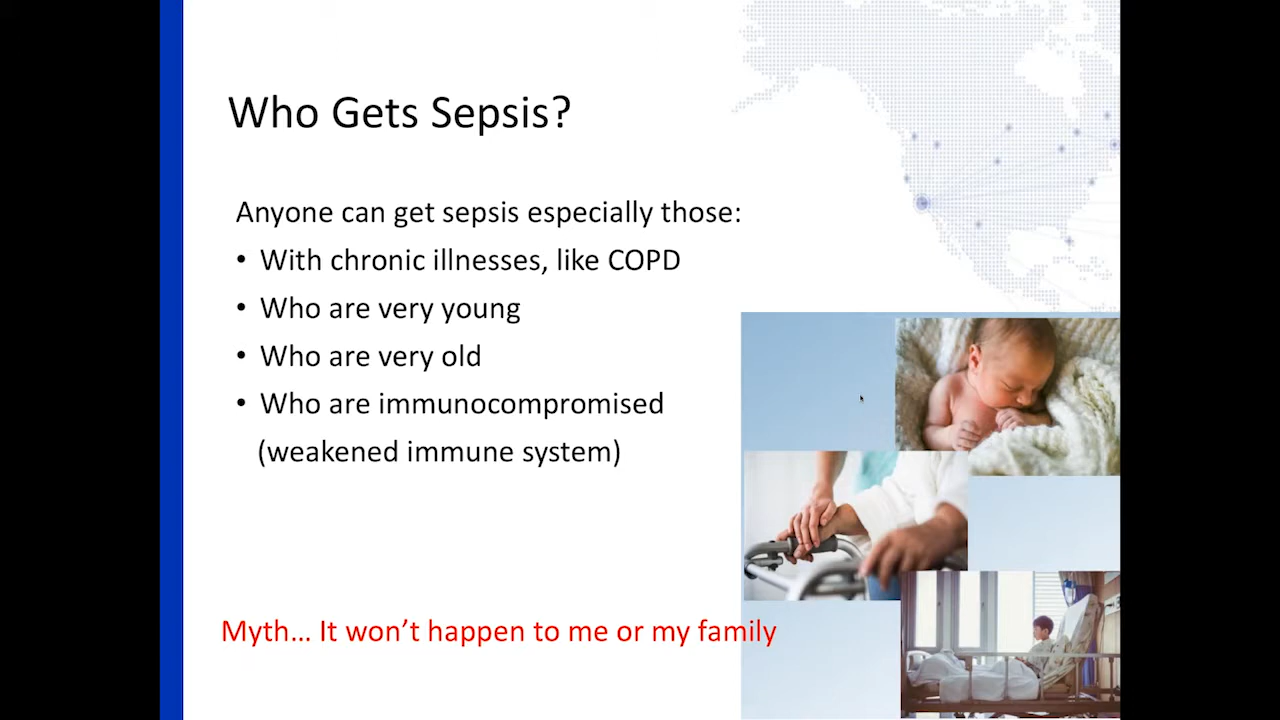 Who Gets Sepsis?
Anyone can get sepsis especially those:
• With chronic illnesses, like COPD
• Who are very young
• Who are very old
• Who are immunocompromised
(weakened immune system)
Myth... It won’t happen to me or my family